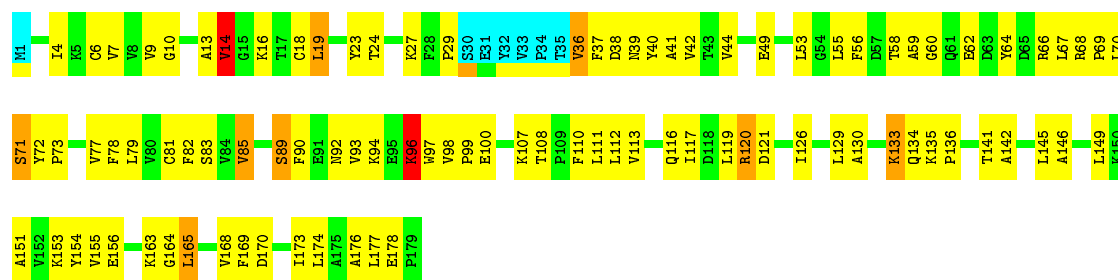 M1 I4 K5 C6 V7 V8 V9 G10 A13 V14 G15 K16 T17 C18 L19 Y23 T24 K27 F28 P29 S30 E31 Y32 V33 P34 T35 V36 F37 D38 N39 Y40 A41 V42 T43 V44 E49 L53 G54 L55 F56 D57 T58 A59 G60 Q61 E62 D63 Y64 D65 R66 L67 R68 P69
S71 Y72 P73 V77 F78 L79 V80 C81 F82 S83 V84 V85 S89 F90 E91 N92 V93 K94 E95 K96 W97 V98 P99 E100 K107 T108 P109 F110 L111 L112 V113 Q116 I117 D118 L119 R120 D121 I126 L129 A130 K133 Q134 K135 P136 T141 A142 L145 A146 L149
A151 V152 K153 Y154 V155 E156 K163 G164 L165 V168 F169 D170 I173 L174 A175 A176 L177 E178 P179